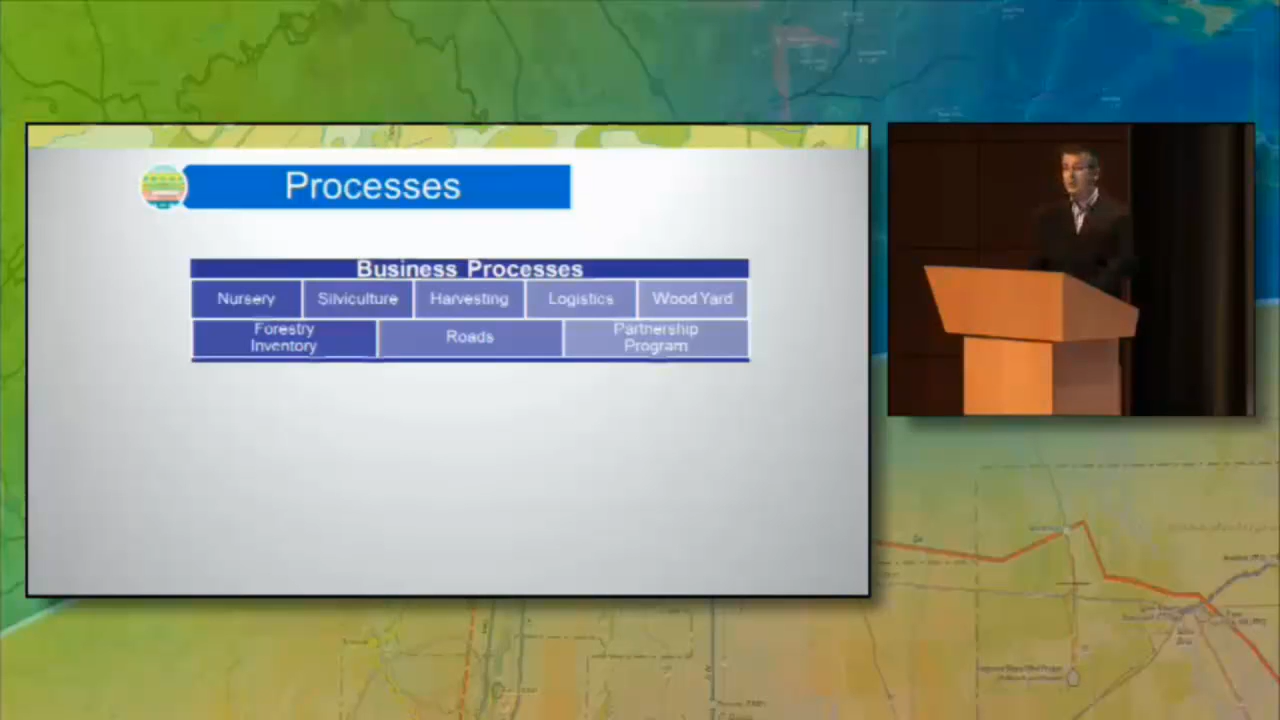 Processes
Business Processes
Nursery
Silviculture
Harvesting
Logistics
Wood Yard
Forestry
Inventory
Roads
Partnership
Program